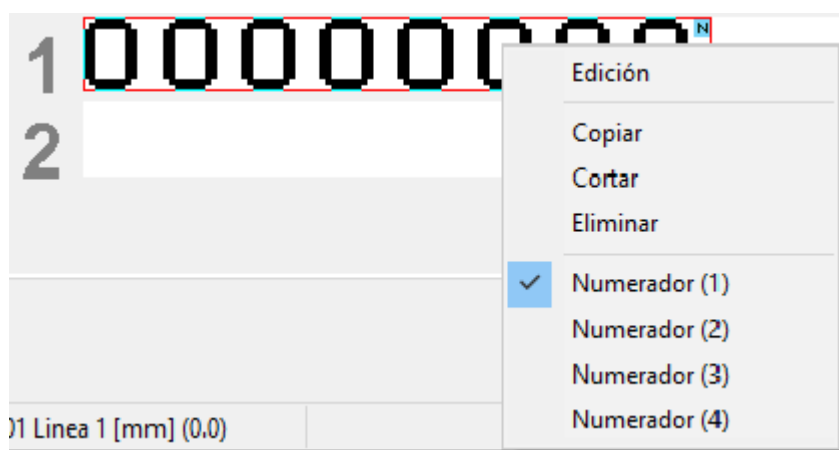 1 00000000 N
2
Edición
Copiar
Cortar
Eliminar
Numerador (1)
Numerador (2)
Numerador (3)
Numerador (4)
01 Linea 1 [mm] (0.0)